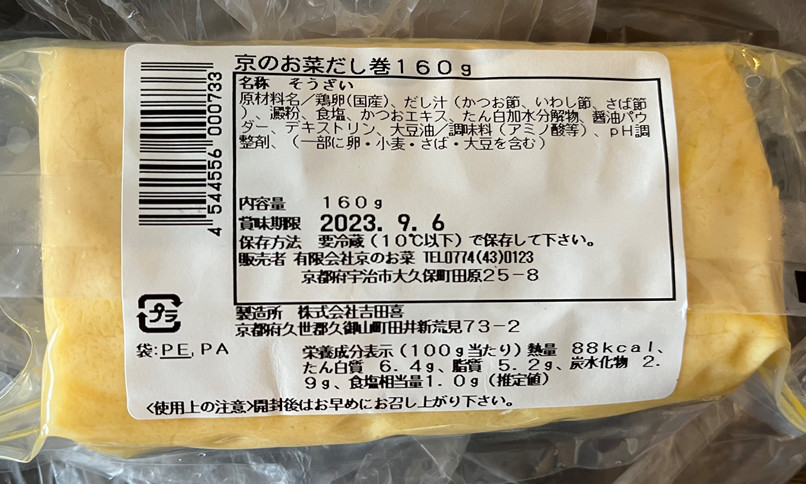 京のお菜だし巻160g
名称 そうざい
原材料名/鶏卵(国産)、だし汁(かつお節、いわし節、さば節
)、澱粉、食塩、かつおエキス、たん白加水分解物、醤油パウ
ダー、デキストリン、大豆油/調味料(アミノ酸等)、pH調
整剤、(一部に卵・小麦・さば・大豆を含む)
内容量 160g
賞味期限 2023.9.6
保存方法 要冷蔵(10℃以下)で保存して下さい。
販売者 有限会社京のお菜 TEL0774(43)0123
京都府宇治市大久保町田原25-8
4 544556 000733
製造所 株式会社吉田喜
京都府久世郡久御山町田井新荒見73-2
プラ
袋:PE,PA
栄養成分表示(100g当たり)熱量 88kcal、
たん白質 6.4g、脂質 5.2g、炭水化物 2.
9g、食塩相当量1.0g(推定値)
<使用上の注意>開封後はお早めにお召し上がり下さい。